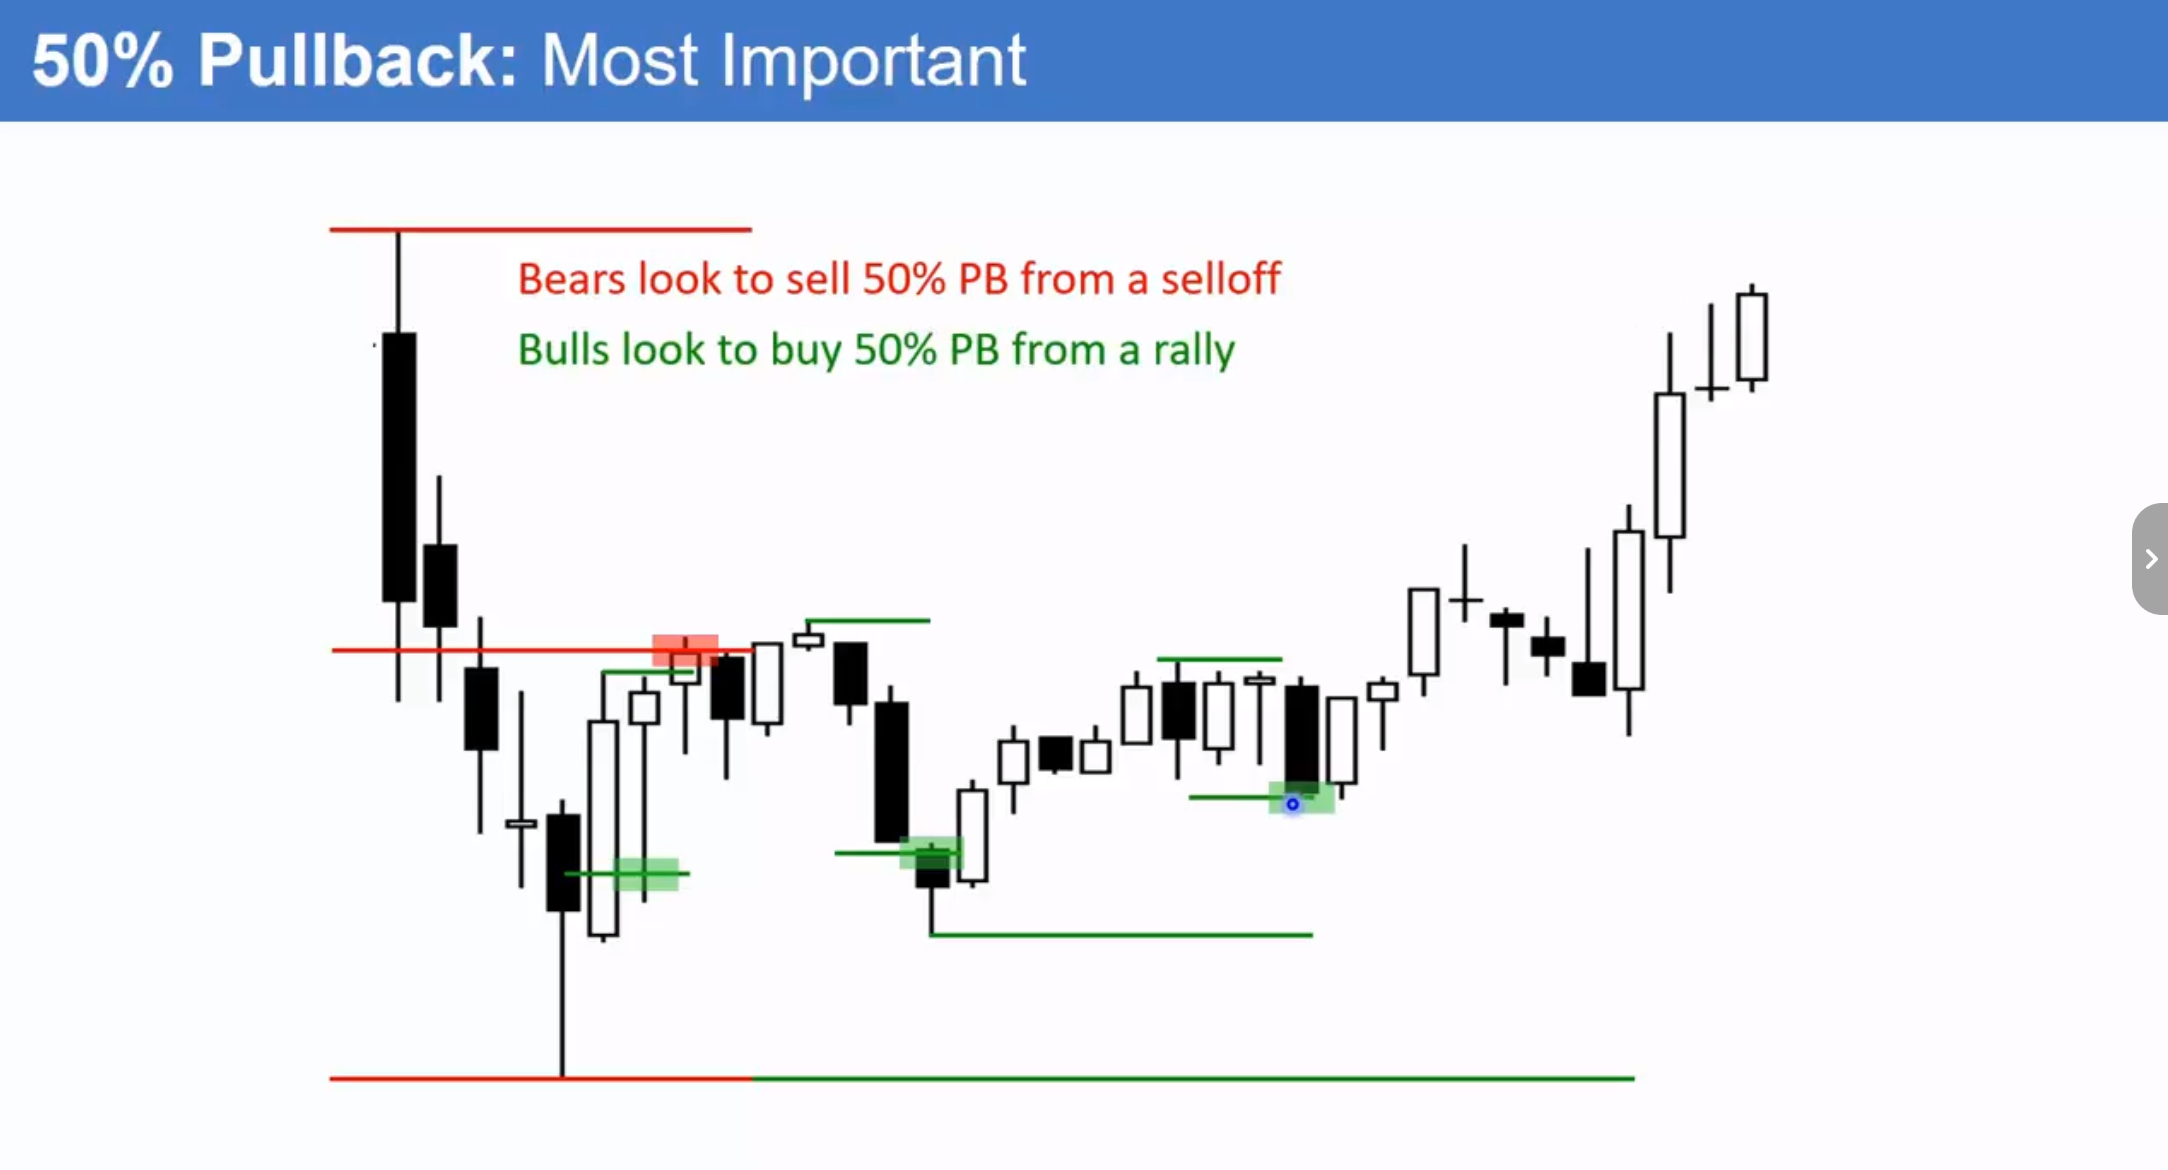 50% Pullback: Most Important
Bears look to sell 50% PB from a selloff
Bulls look to buy 50% PB from a rally